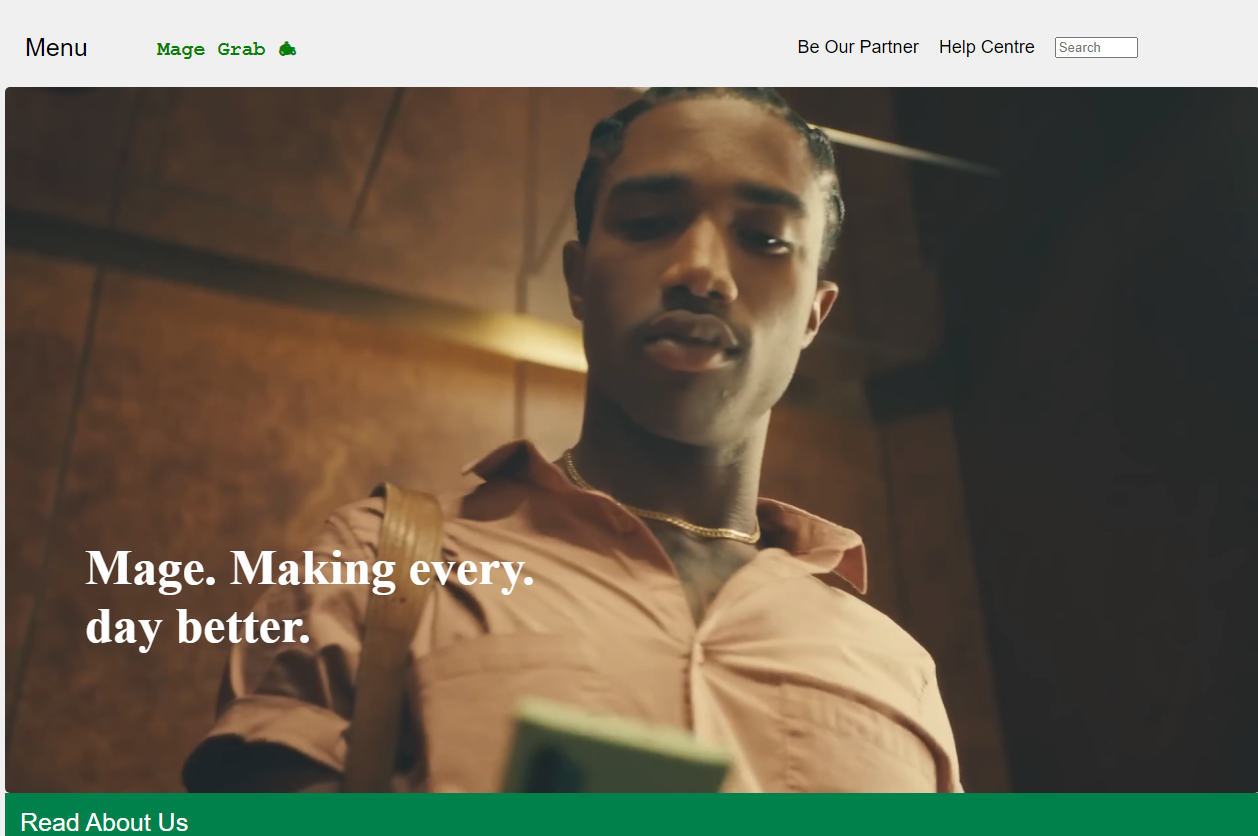 Menu
Mage Grab
Be Our Partner
Help Centre
Search
Mage. Making every.
day better.
Read About Us